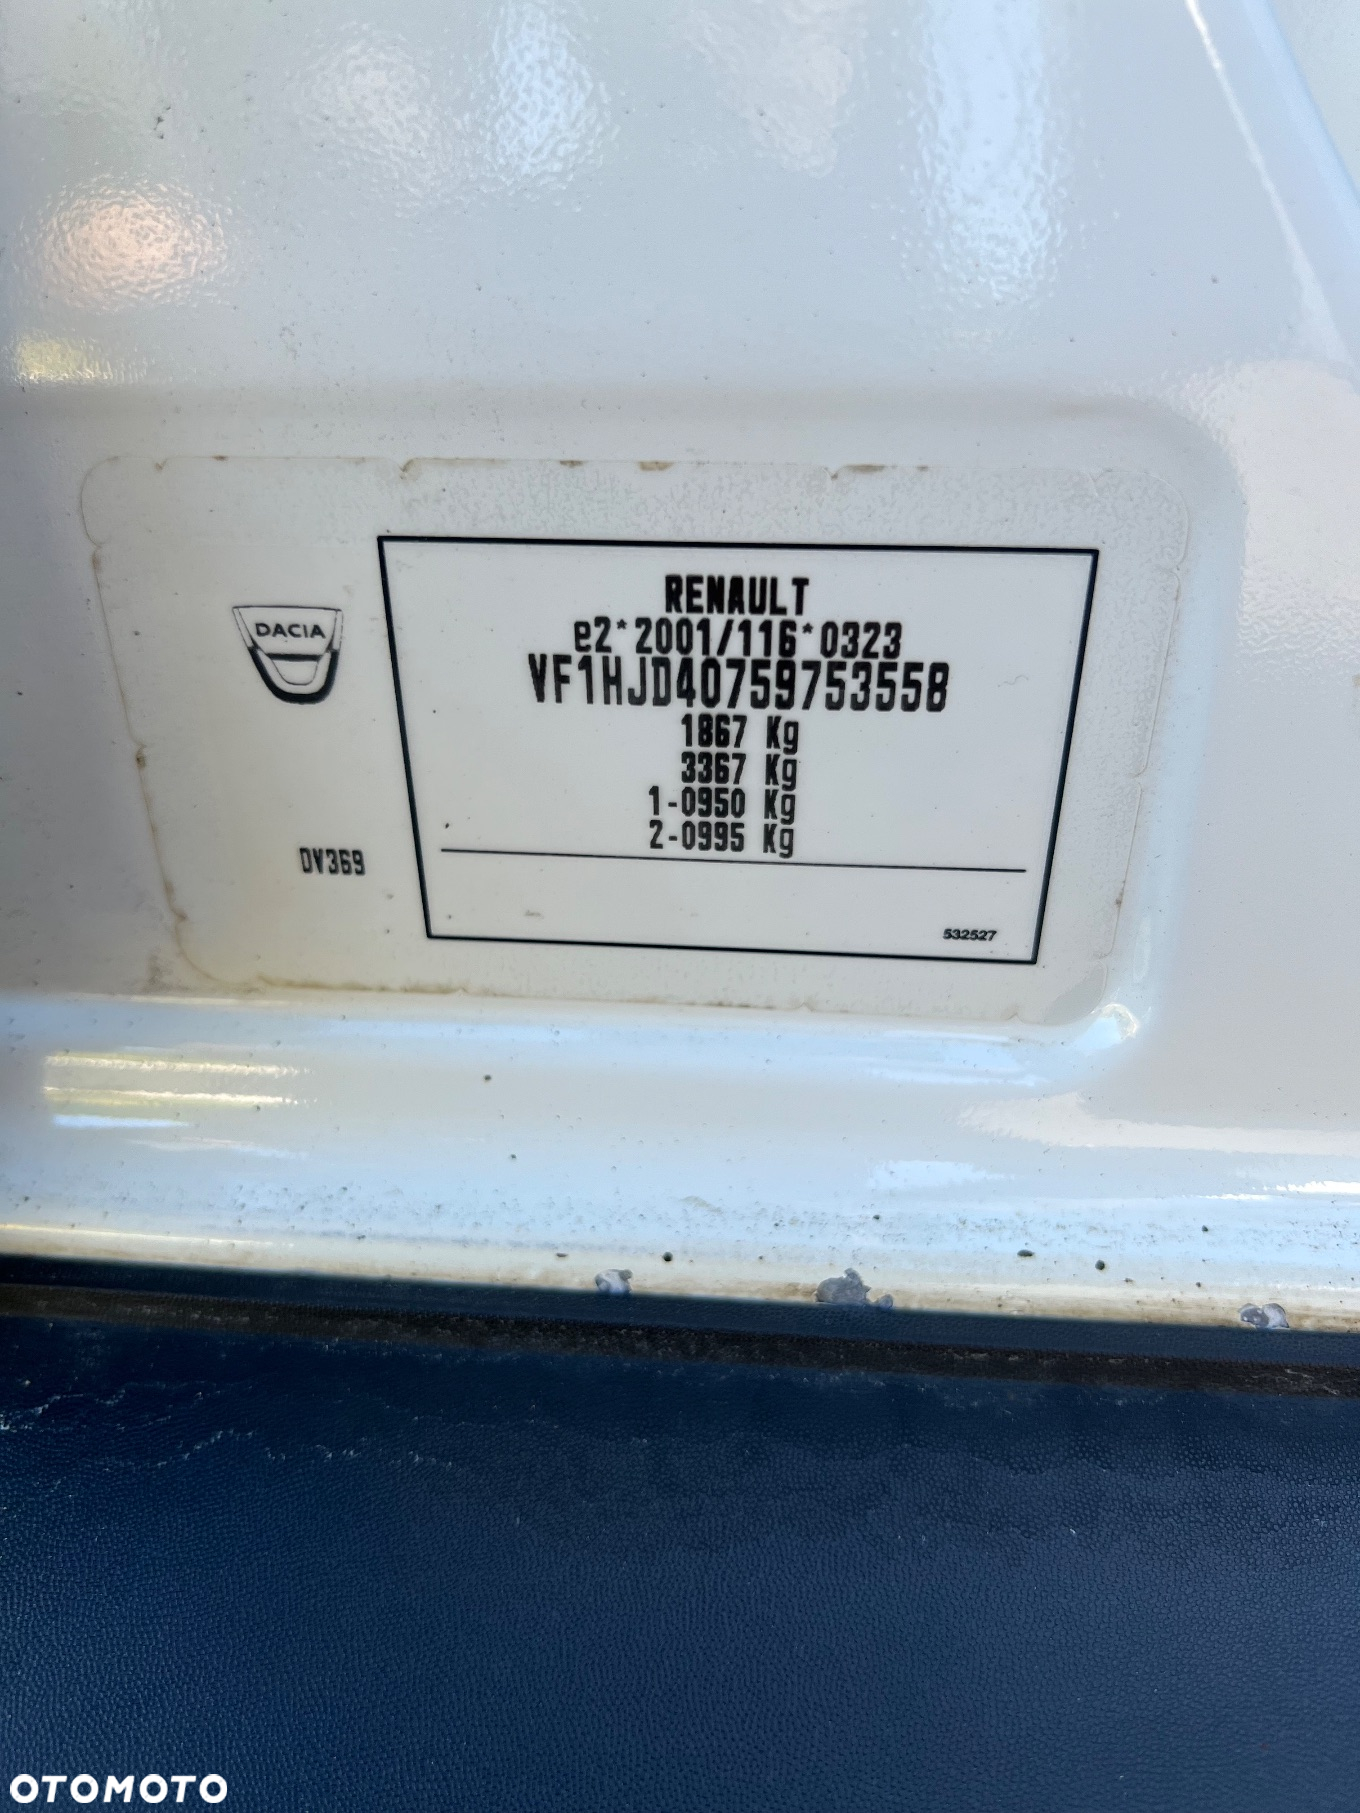 RENAULT
e2*2001/116*0323
VF1HJD40759753558
1867 Kg
3367 Kg
1-0950 Kg
2-0995 Kg
DACIA
DV369
532527
OTOMOTO